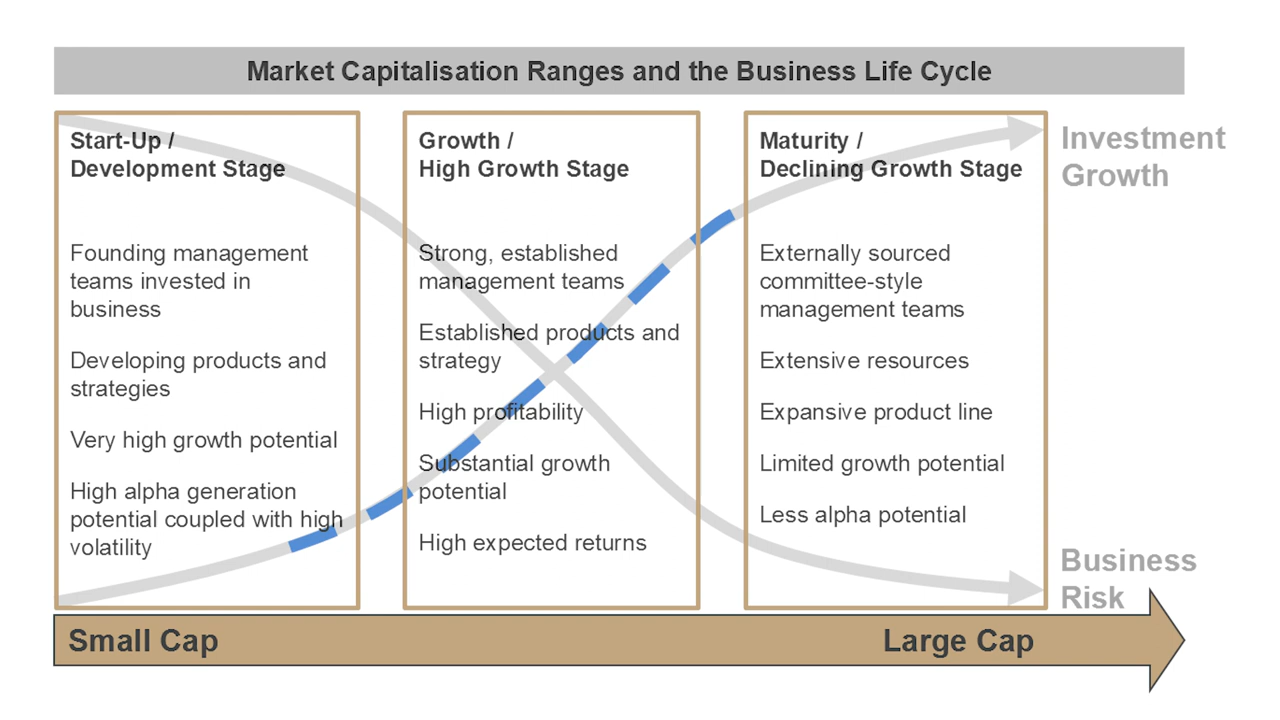 Market Capitalisation Ranges and the Business Life Cycle
Start-Up /
Development Stage
Founding management
teams invested in
business
Developing products and
strategies
Very high growth potential
High alpha generation
potential coupled with high
volatility
Growth /
High Growth Stage
Strong, established
management teams
Established products and
strategy
High profitability
Substantial growth
potential
High expected returns
Maturity /
Declining Growth Stage
Externally sourced
committee-style
management teams
Extensive resources
Expansive product line
Limited growth potential
Less alpha potential
Investment
Growth
Business
Risk
Small Cap
Large Cap